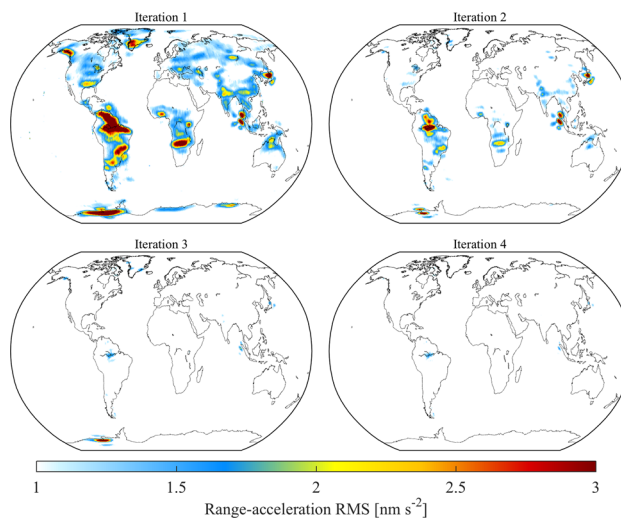 Iteration 1
Iteration 2
Iteration 3
Iteration 4
1 1.5 2 2.5 3
Range-acceleration RMS [nm s⁻²]